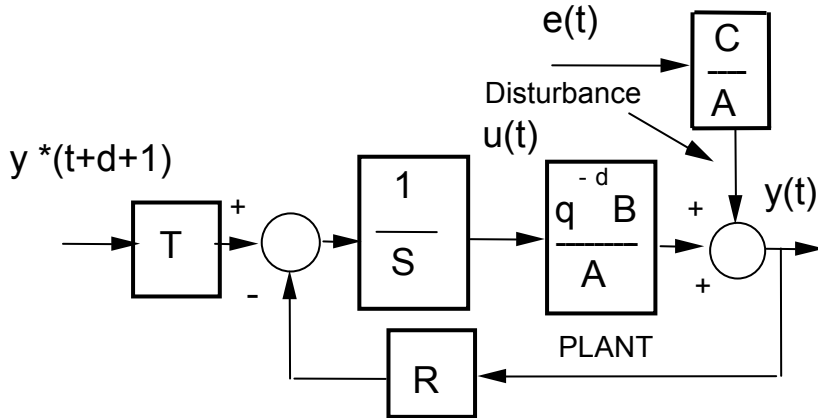 e(t)
C
A
Disturbance
u(t)
y *(t+d+1)
1
S
q⁻ᵈ B
A
y(t)
T
+
-
+
+
PLANT
R